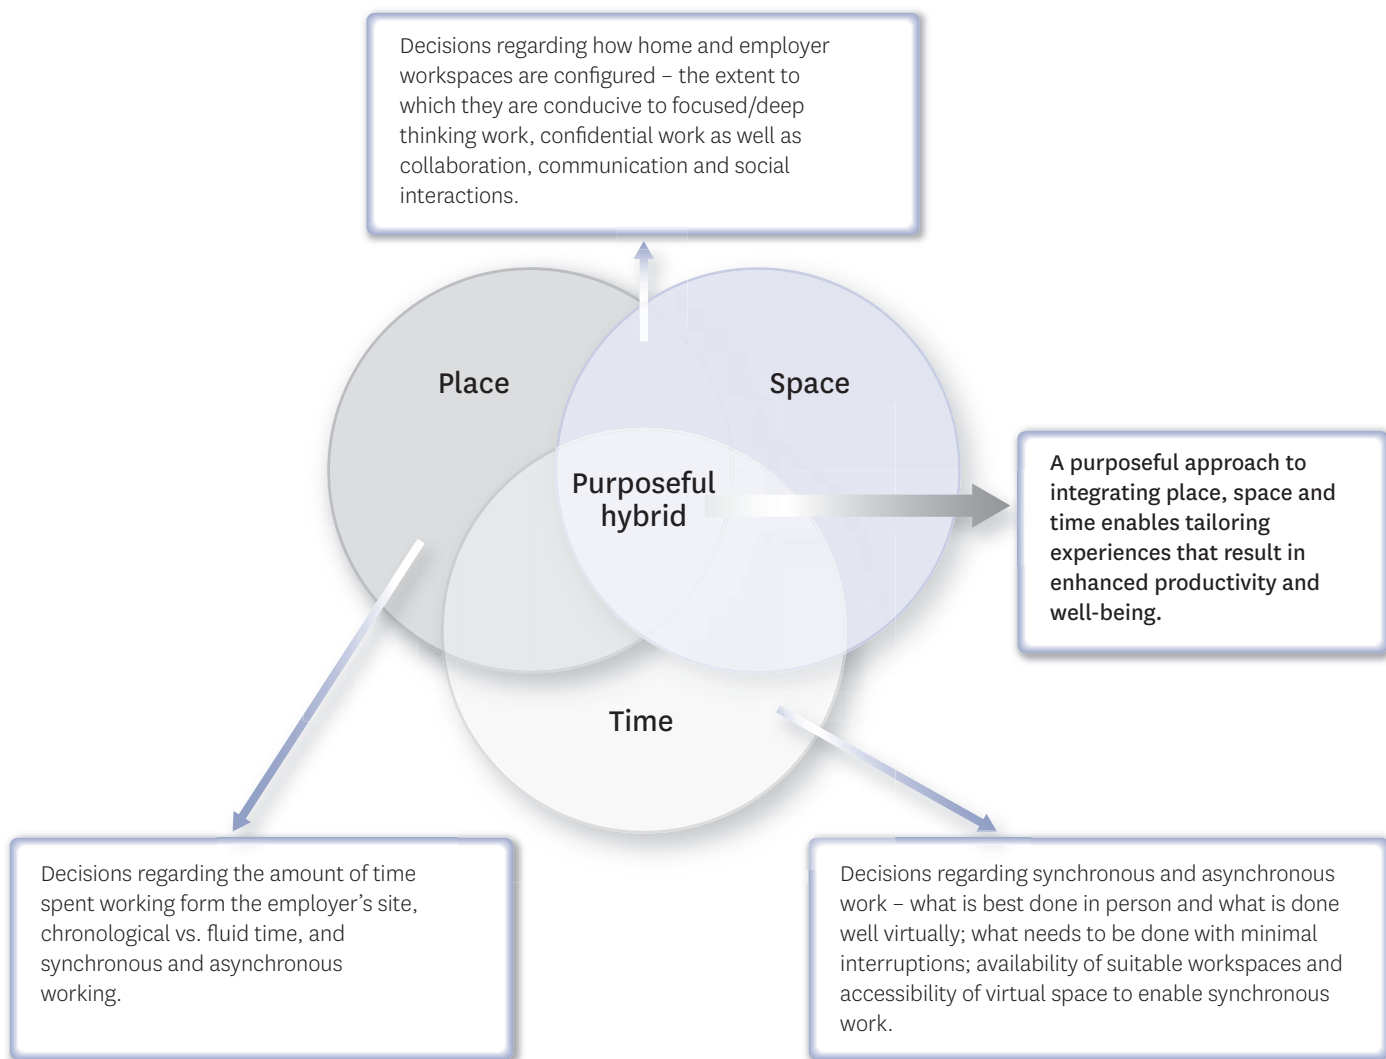 Decisions regarding how home and employer
workspaces are configured – the extent to
which they are conducive to focused/deep
thinking work, confidential work as well as
collaboration, communication and social
interactions.
Place
Space
Purposeful
hybrid
A purposeful approach to
integrating place, space and
time enables tailoring
experiences that result in
enhanced productivity and
well-being.
Time
Decisions regarding the amount of time
spent working form the employer’s site,
chronological vs. fluid time, and
synchronous and asynchronous
working.
Decisions regarding synchronous and asynchronous
work – what is best done in person and what is done
well virtually; what needs to be done with minimal
interruptions; availability of suitable workspaces and
accessibility of virtual space to enable synchronous
work.